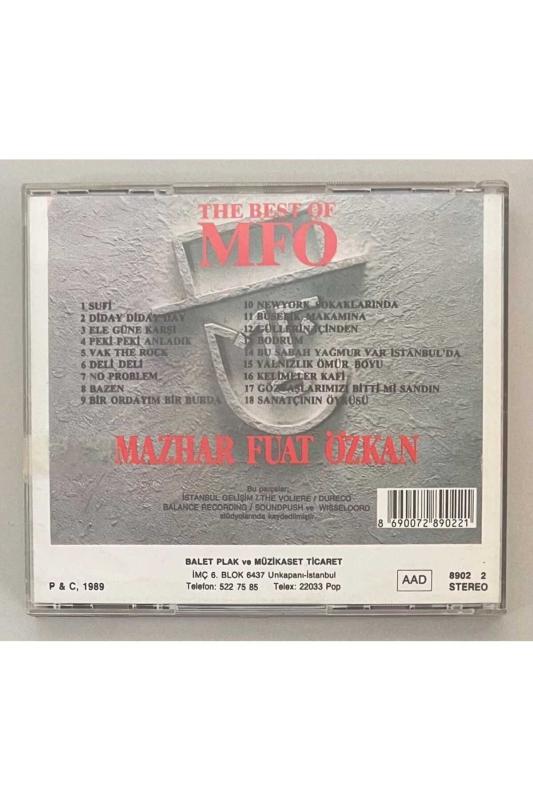 THE BEST OF
MFÖ
1 SUFİ
2 DİDAY DİDAY DAY
3 ELE GÜNE KARŞI
4 PEKİ PEKİ ANLADIK
5 VAK THE ROCK
6 DELİ DELİ
7 NO PROBLEM
8 BAZEN
9 BİR ORDAYIM BİR BURDA
10 NEWYORK SOKAKLARINDA
11 BUSELİK MAKAMINA
12 GÜLLERİN İÇİNDEN
13 BODRUM
14 BU SABAH YAĞMUR VAR İSTANBUL'DA
15 YALNIZLIK ÖMÜR BOYU
16 KELİMELER KAFİ
17 GÖZYAŞLARIMIZI BİTTİ Mİ SANDIN
18 SANATÇININ ÖYKÜSÜ
MAZHAR FUAT ÖZKAN
Bu parçalar;
İSTANBUL GELİŞİM / THE VOLIERE / DURECO
BALANCE RECORDING / SOUNDPUSH ve WISSELOORD
stüdyolarında kaydedilmiştir.
8 690072 890221
BALET PLAK ve MÜZİKASET TİCARET
İMÇ 6. BLOK 6437 Unkapanı-İstanbul
Telefon: 522 75 85 Telex: 22033 Pop
P & C, 1989
AAD
8902 2
STEREO